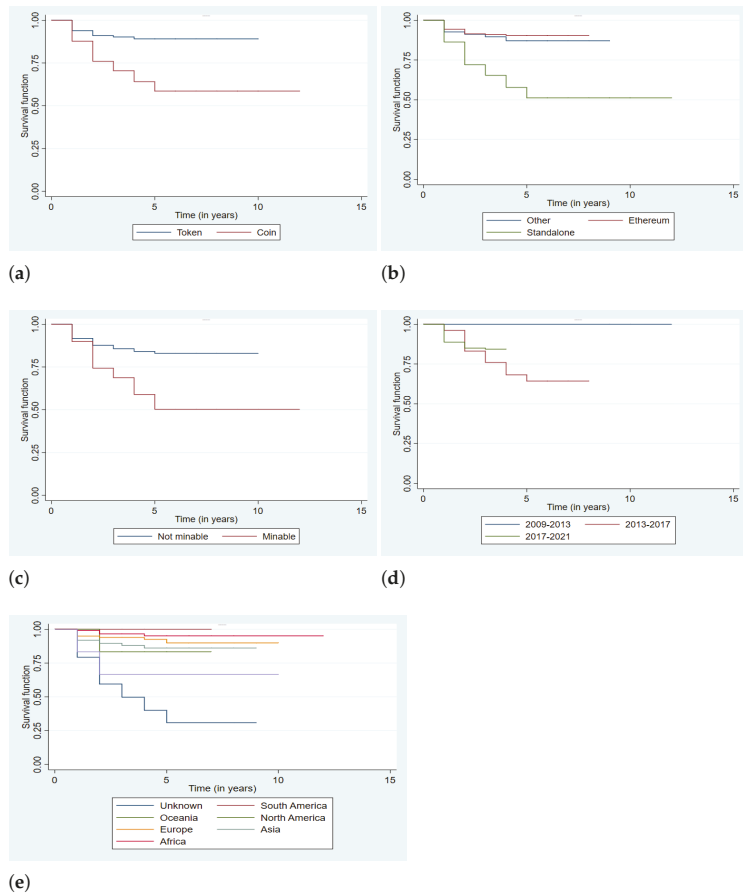 Survival function
1.00
0.75
0.50
0.25
0.00
0 5 10 15
Time (in years)
Token Coin
(a)
Survival function
1.00
0.75
0.50
0.25
0.00
0 5 10 15
Time (in years)
Other Ethereum
Standalone
(b)
Survival function
1.00
0.75
0.50
0.25
0.00
0 5 10 15
Time (in years)
Not minable Minable
(c)
Survival function
1.00
0.75
0.50
0.25
0.00
0 5 10 15
Time (in years)
2009-2013 2013-2017
2017-2021
(d)
Survival function
1.00
0.75
0.50
0.25
0.00
0 5 10 15
Time (in years)
Unknown South America
Oceania North America
Europe Asia
Africa
(e)